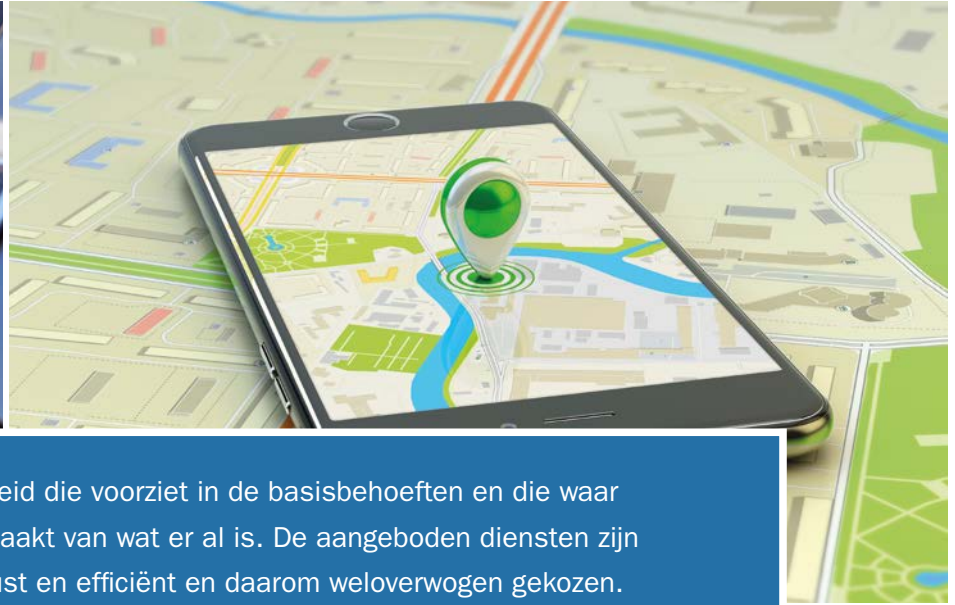 eid die voorziet in de basisbehoeften en die waar
aakt van wat er al is. De aangeboden diensten zijn
ust en efficiënt en daarom weloverwogen gekozen.